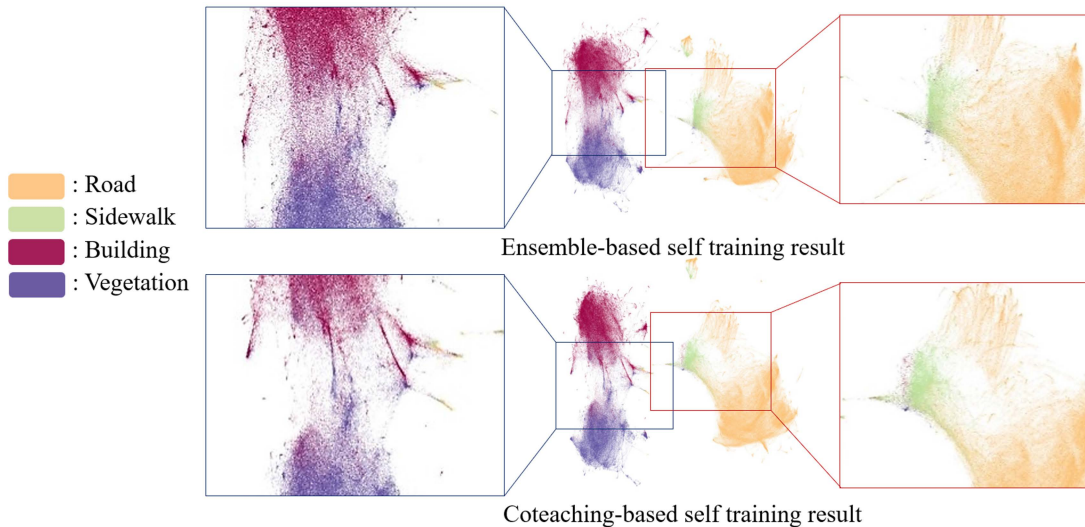 : Road
: Sidewalk
: Building
: Vegetation
Ensemble-based self training result
Coteaching-based self training result